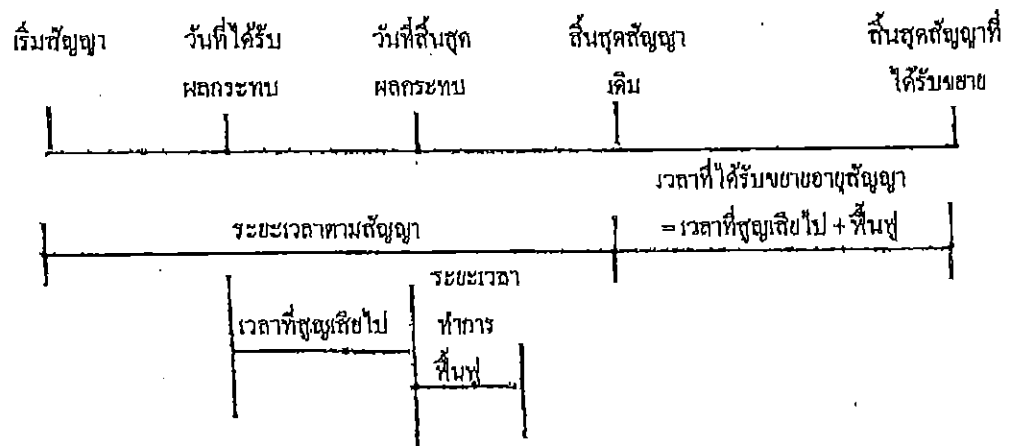 เริ่มสัญญา วันที่ได้รับ วันที่สิ้นสุด สิ้นสุดสัญญา สิ้นสุดสัญญาที่
ผลกระทบ ผลกระทบ เดิม ได้รับขยาย
เวลาที่ได้รับขยายอายุสัญญา
ระยะเวลาตามสัญญา =เวลาที่สูญเสียไป + ฟื้นฟู
ระยะเวลา
เวลาที่สูญเสียไป ทำการ
ฟื้นฟู